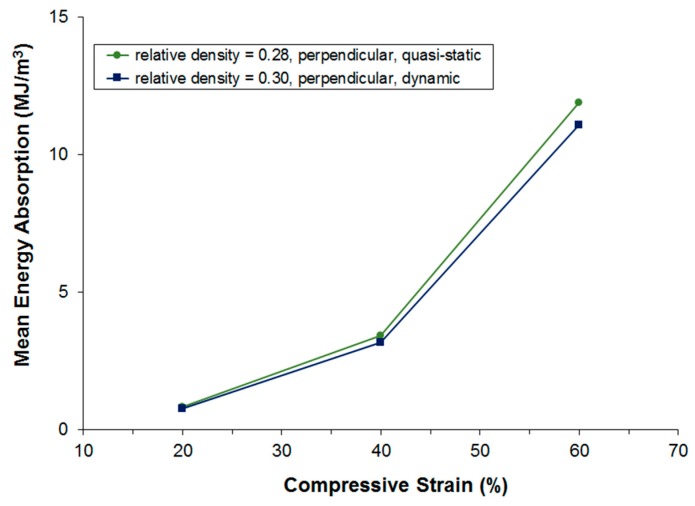 15
relative density = 0.28, perpendicular, quasi-static
relative density = 0.30, perpendicular, dynamic
10
5
0
Mean Energy Absorption (MJ/m³)
10 20 30 40 50 60 70
Compressive Strain (%)